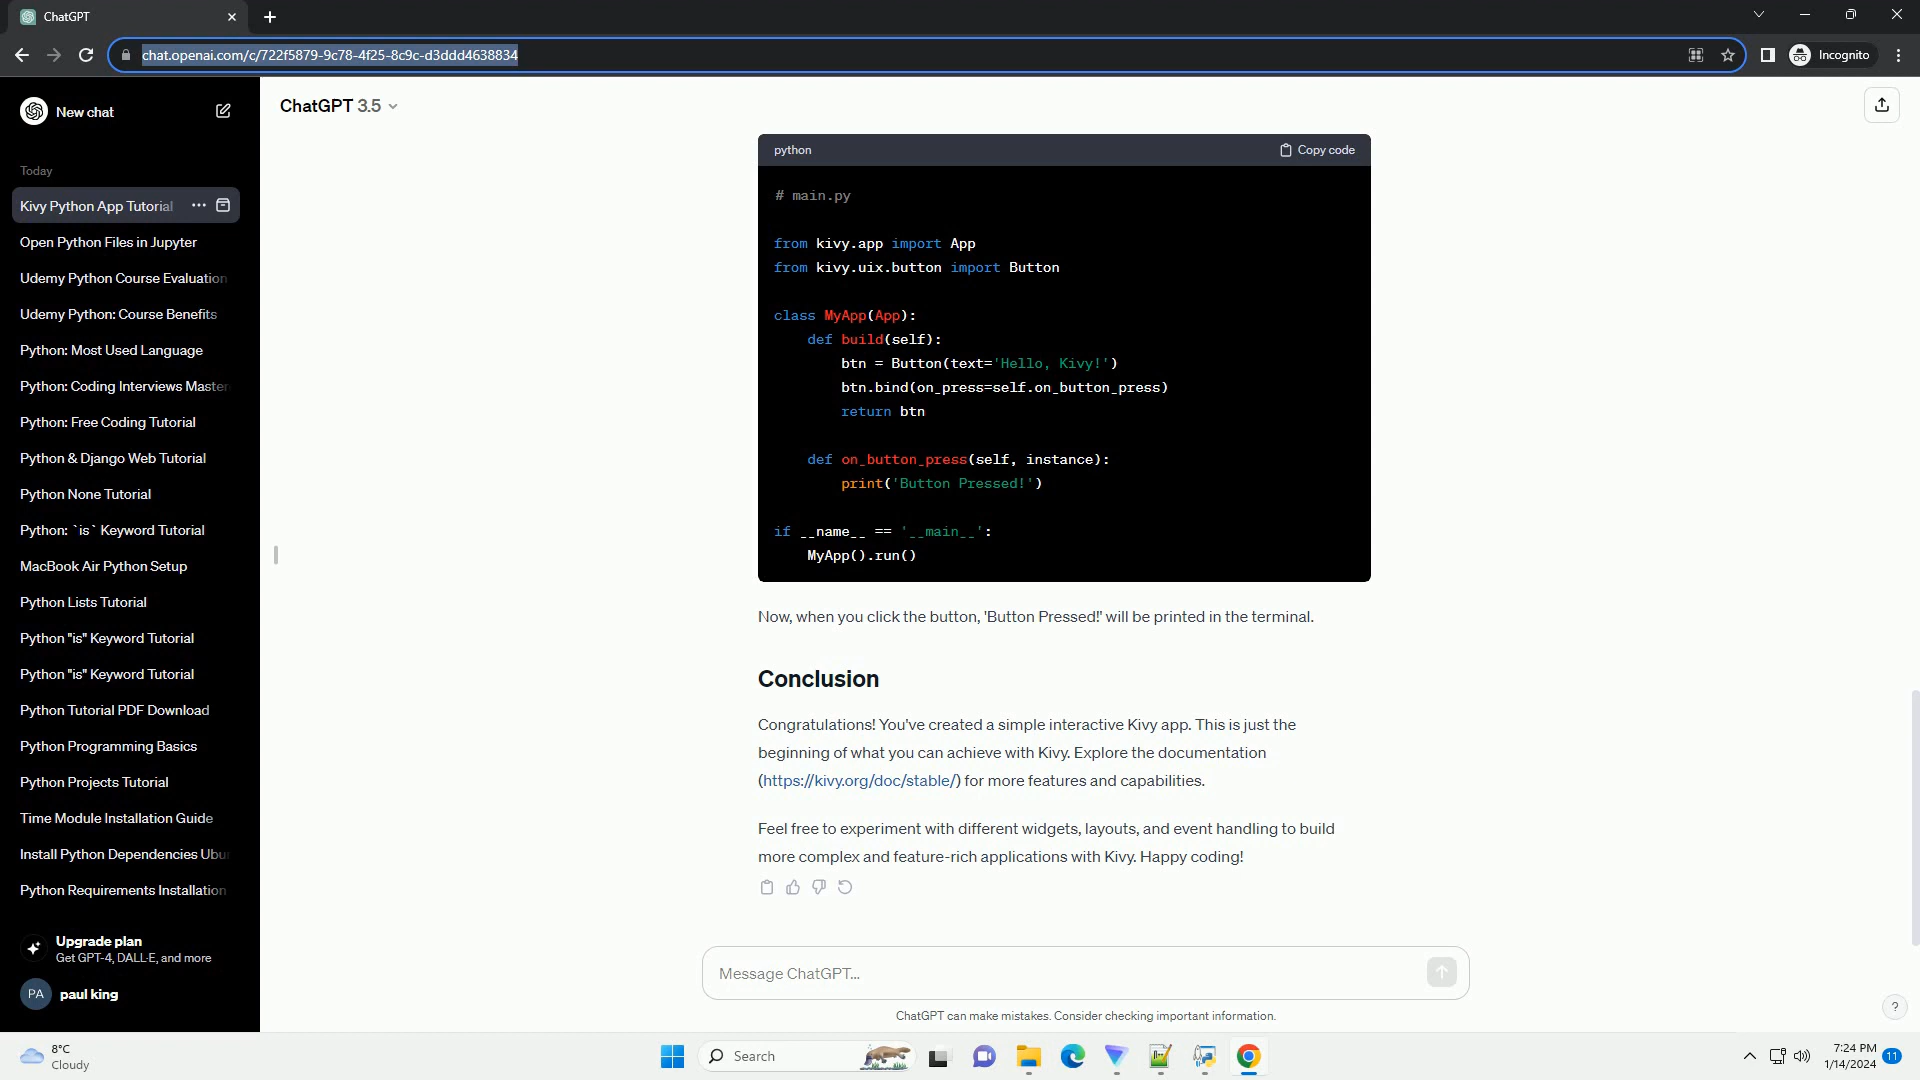 ChatGPT
chat.openai.com/c/722f5879-9c78-4f25-8c9c-d3ddd4638834
Incognito
New chat
Today
Kivy Python App Tutorial
Open Python Files in Jupyter
Udemy Python Course Evaluation
Udemy Python: Course Benefits
Python: Most Used Language
Python: Coding Interviews Master
Python: Free Coding Tutorial
Python & Django Web Tutorial
Python None Tutorial
Python: `is` Keyword Tutorial
MacBook Air Python Setup
Python Lists Tutorial
Python "is" Keyword Tutorial
Python "is" Keyword Tutorial
Python Tutorial PDF Download
Python Programming Basics
Python Projects Tutorial
Time Module Installation Guide
Install Python Dependencies Ubu
Python Requirements Installation
Upgrade plan
Get GPT-4, DALL·E, and more
PA
paul king
ChatGPT 3.5
python
Copy code
# main.py
from kivy.app import App
from kivy.uix.button import Button
class MyApp(App):
def build(self):
btn = Button(text='Hello, Kivy!')
btn.bind(on_press=self.on_button_press)
return btn
def on_button_press(self, instance):
print('Button Pressed!')
if __name__ == '__main__':
MyApp().run()
Now, when you click the button, 'Button Pressed!' will be printed in the terminal.
Conclusion
Congratulations! You've created a simple interactive Kivy app. This is just the
beginning of what you can achieve with Kivy. Explore the documentation
(https://kivy.org/doc/stable/) for more features and capabilities.
Feel free to experiment with different widgets, layouts, and event handling to build
more complex and feature-rich applications with Kivy. Happy coding!
Message ChatGPT...
ChatGPT can make mistakes. Consider checking important information.
?
8°C
Cloudy
Search
7:24 PM
1/14/2024
11